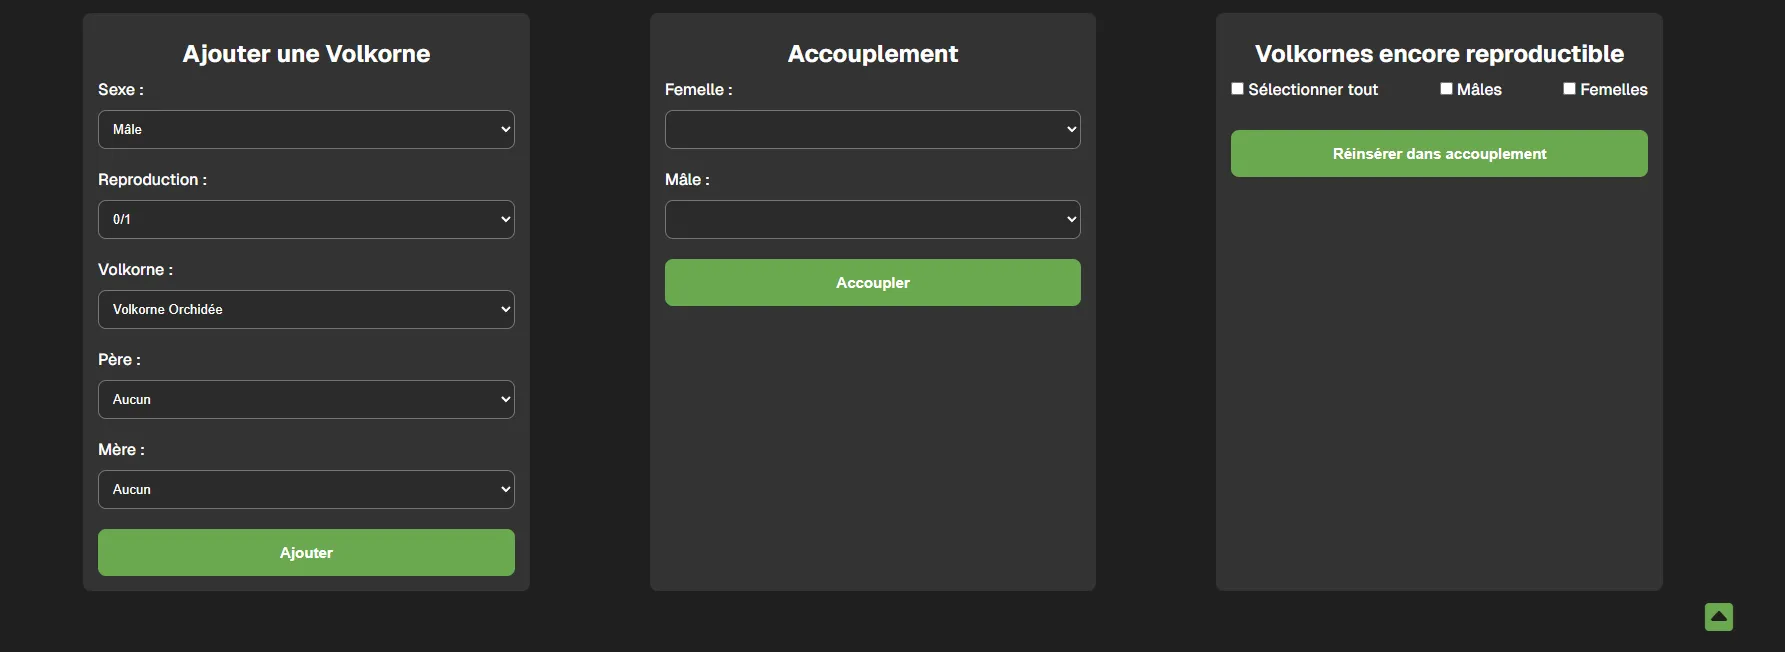 Ajouter une Volkorne
Sexe :
Mâle
Reproduction :
0/1
Volkorne :
Volkorne Orchidée
Père :
Aucun
Mère :
Aucun
Ajouter
Accouplement
Femelle :
Mâle :
Accoupler
Volkornes encore reproductible
Sélectionner tout Mâles Femelles
Réinsérer dans accouplement